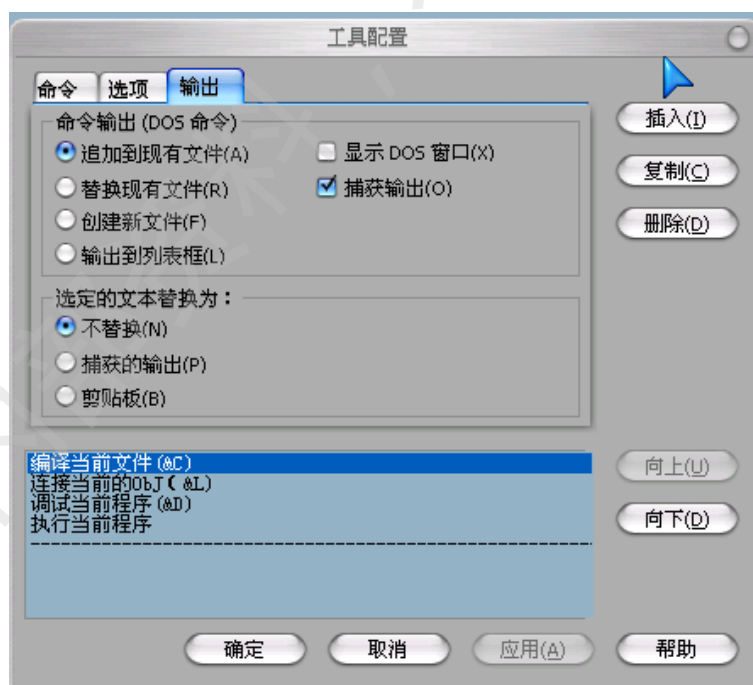 工具配置
命令 选项 输出
命令输出 (DOS 命令)
追加到现有文件(A) 显示 DOS 窗口(X)
替换现有文件(R) 捕获输出(O)
创建新文件(F)
输出到列表框(L)
选定的文本替换为：
不替换(N)
捕获的输出(P)
剪贴板(B)
插入(I)
复制(C)
删除(D)
编译当前文件(&C)
连接当前的ObJ(&L)
调试当前程序(&D)
执行当前程序
向上(U)
向下(D)
确定 取消 应用(A) 帮助